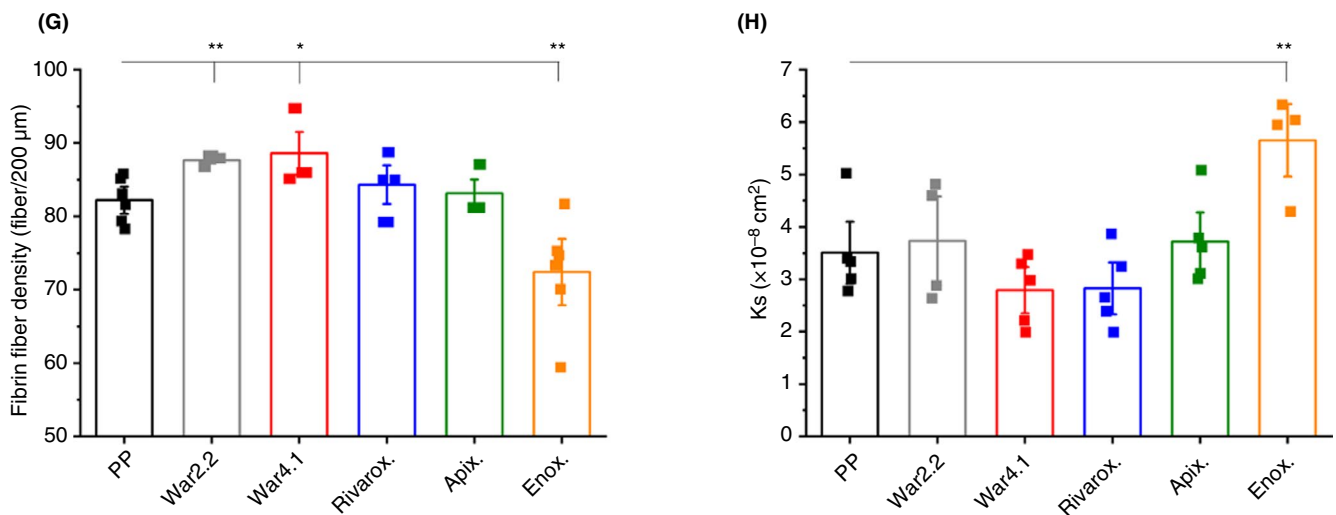 (G)
** * **
100
90
80
70
60
50
Fibrin fiber density (fiber/200 μm)
PP War2.2 War4.1 Rivarox. Apix. Enox.
(H)
**
7
6
5
4
3
2
1
0
Ks (×10⁻⁸ cm²)
PP War2.2 War4.1 Rivarox. Apix. Enox.